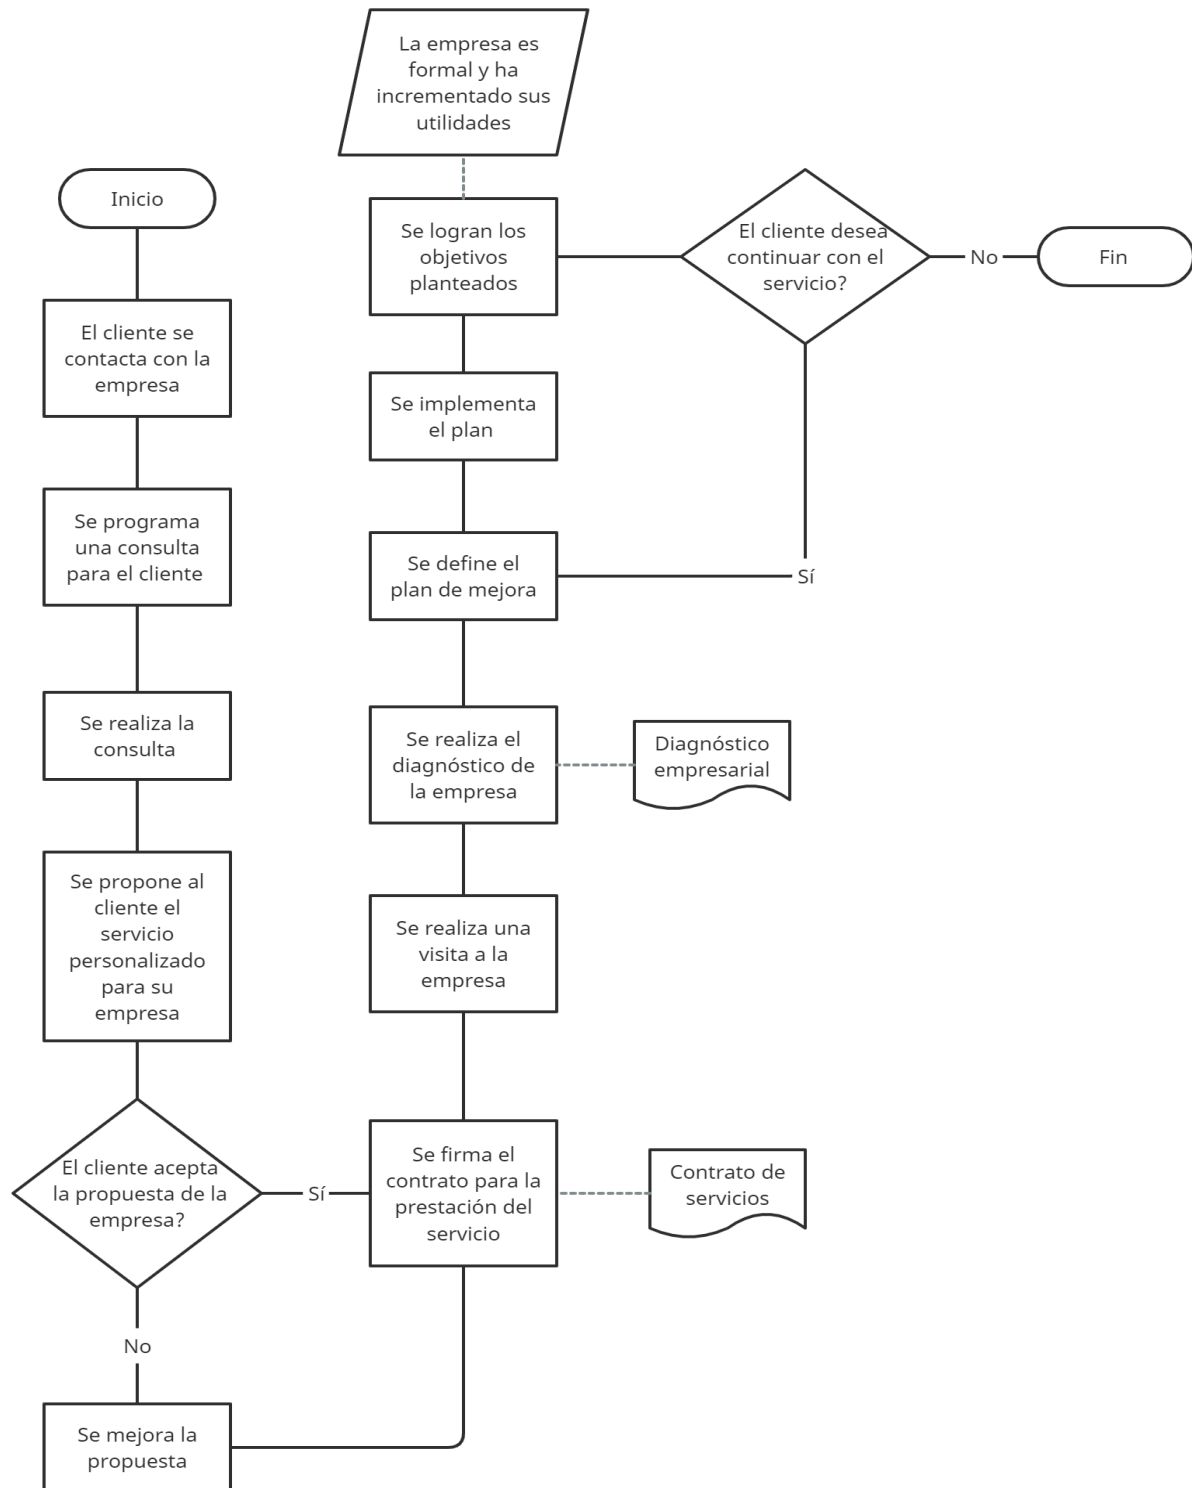 Inicio
El cliente se
contacta con la
empresa
Se programa
una consulta
para el cliente
Se realiza la
consulta
Se propone al
cliente el
servicio
personalizado
para su
empresa
El cliente acepta
la propuesta de la
empresa?
Sí
No
Se mejora la
propuesta
Se firma el
contrato para la
prestación del
servicio
Contrato de
servicios
Se realiza una
visita a la
empresa
Se realiza el
diagnóstico de
la empresa
Diagnóstico
empresarial
Se define el
plan de mejora
Se implementa
el plan
Se logran los
objetivos
planteados
La empresa es
formal y ha
incrementado sus
utilidades
El cliente desea
continuar con el
servicio?
Sí
No
Fin